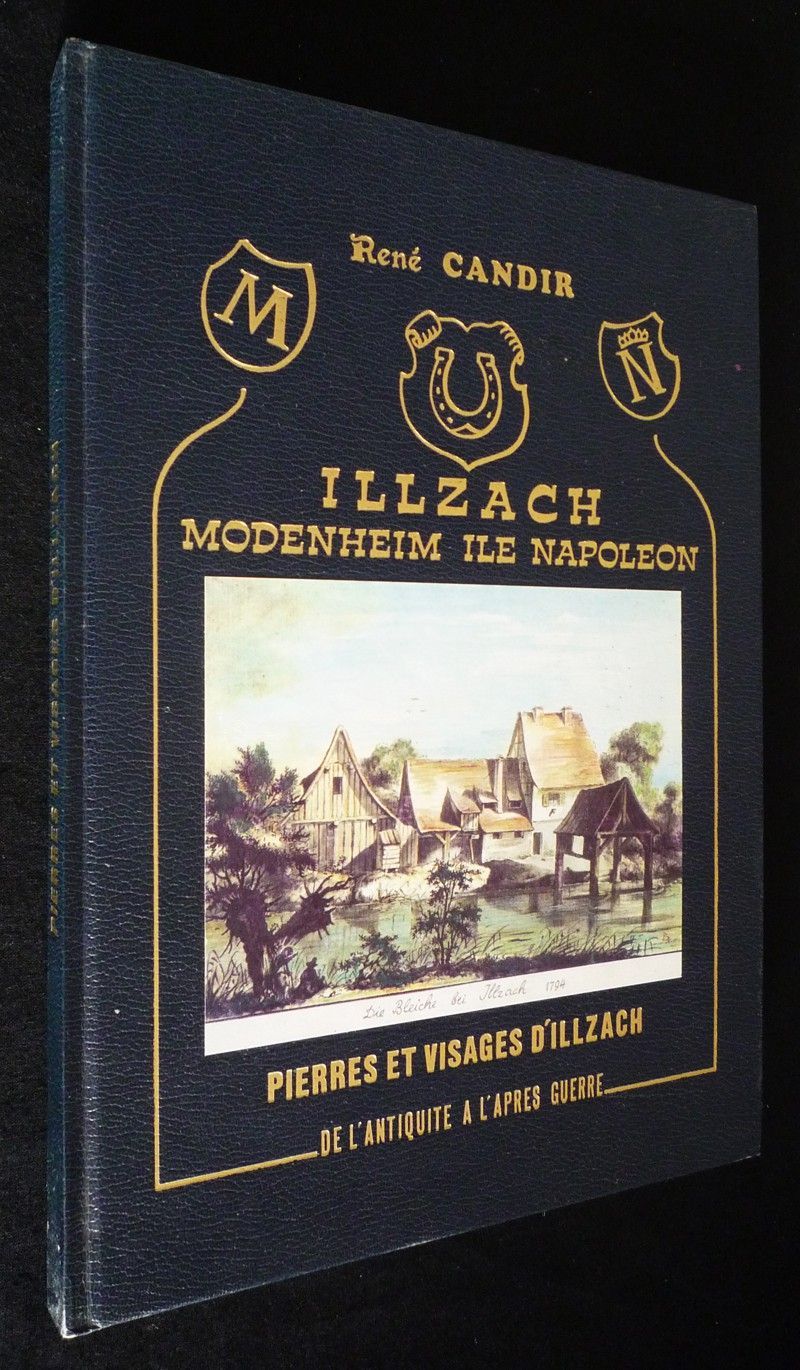 René CANDIR
M
N
ILLZACH
MODENHEIM ILE NAPOLEON
Die Bleiche bei Illzach 1794
PIERRES ET VISAGES D'ILLZACH
DE L'ANTIQUITE A L'APRES GUERRE
PIERRES ET VISAGES D'ILLZACH